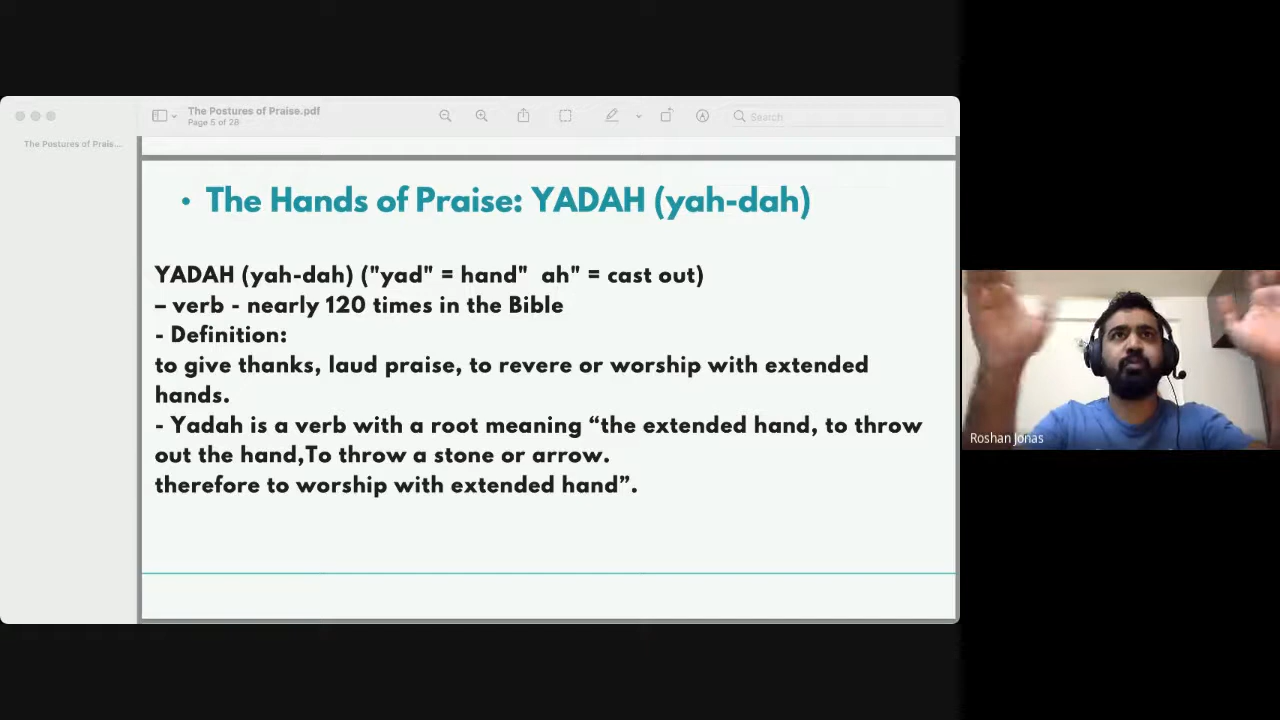 The Postures of Praise.pdf
Page 5 of 28
Search
The Postures of Prais...
• The Hands of Praise: YADAH (yah-dah)
YADAH (yah-dah) ("yad" = hand"  ah" = cast out)
– verb - nearly 120 times in the Bible
- Definition:
to give thanks, laud praise, to revere or worship with extended
hands.
- Yadah is a verb with a root meaning “the extended hand, to throw
out the hand,To throw a stone or arrow.
therefore to worship with extended hand”.
Roshan Jonas